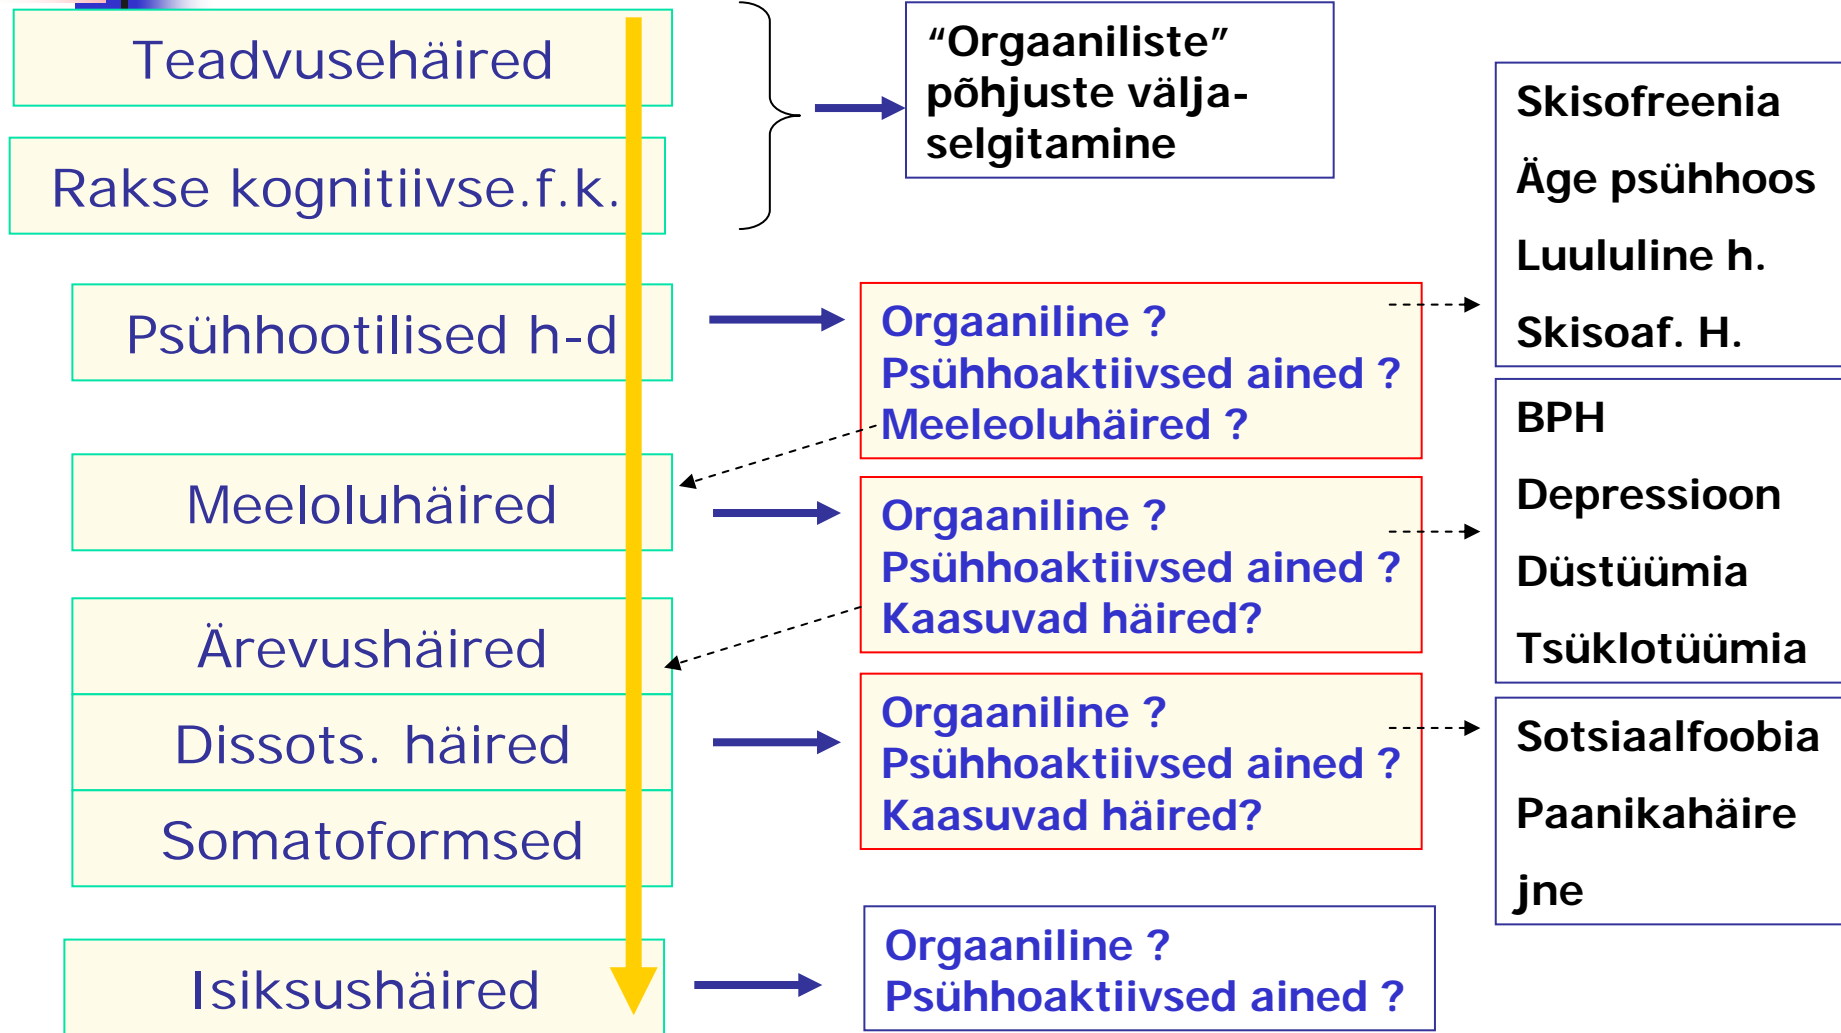 Teadvusehäired
Rakse kognitiivse.f.k.
“Orgaaniliste”
põhjuste välja-
selgitamine
Psühhootilised h-d
Orgaaniline ?
Psühhoaktiivsed ained ?
Meeleoluhäired ?
Skisofreenia
Äge psühhoos
Luululine h.
Skisoaf. H.
Meeloluhäired
Orgaaniline ?
Psühhoaktiivsed ained ?
Kaasuvad häired?
BPH
Depressioon
Düstüümia
Tsüklotüümia
Ärevushäired
Dissots. häired
Somatoformsed
Orgaaniline ?
Psühhoaktiivsed ained ?
Kaasuvad häired?
Sotsiaalfoobia
Paanikahäire
jne
Isiksushäired
Orgaaniline ?
Psühhoaktiivsed ained ?